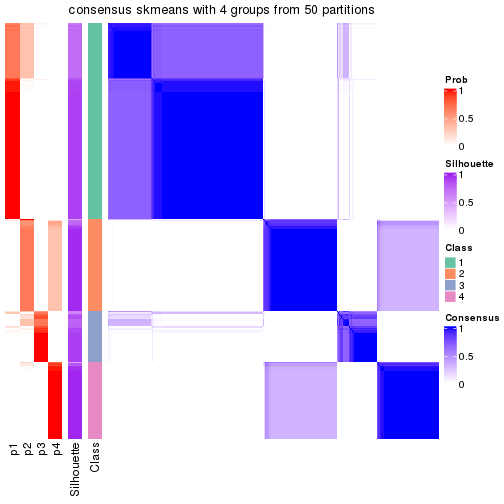 consensus skmeans with 4 groups from 50 partitions
Prob
1
0.5
0
Silhouette
1
0.5
0
Class
1
2
3
4
Consensus
1
0.5
0
p1
p2
p3
p4
Silhouette
Class